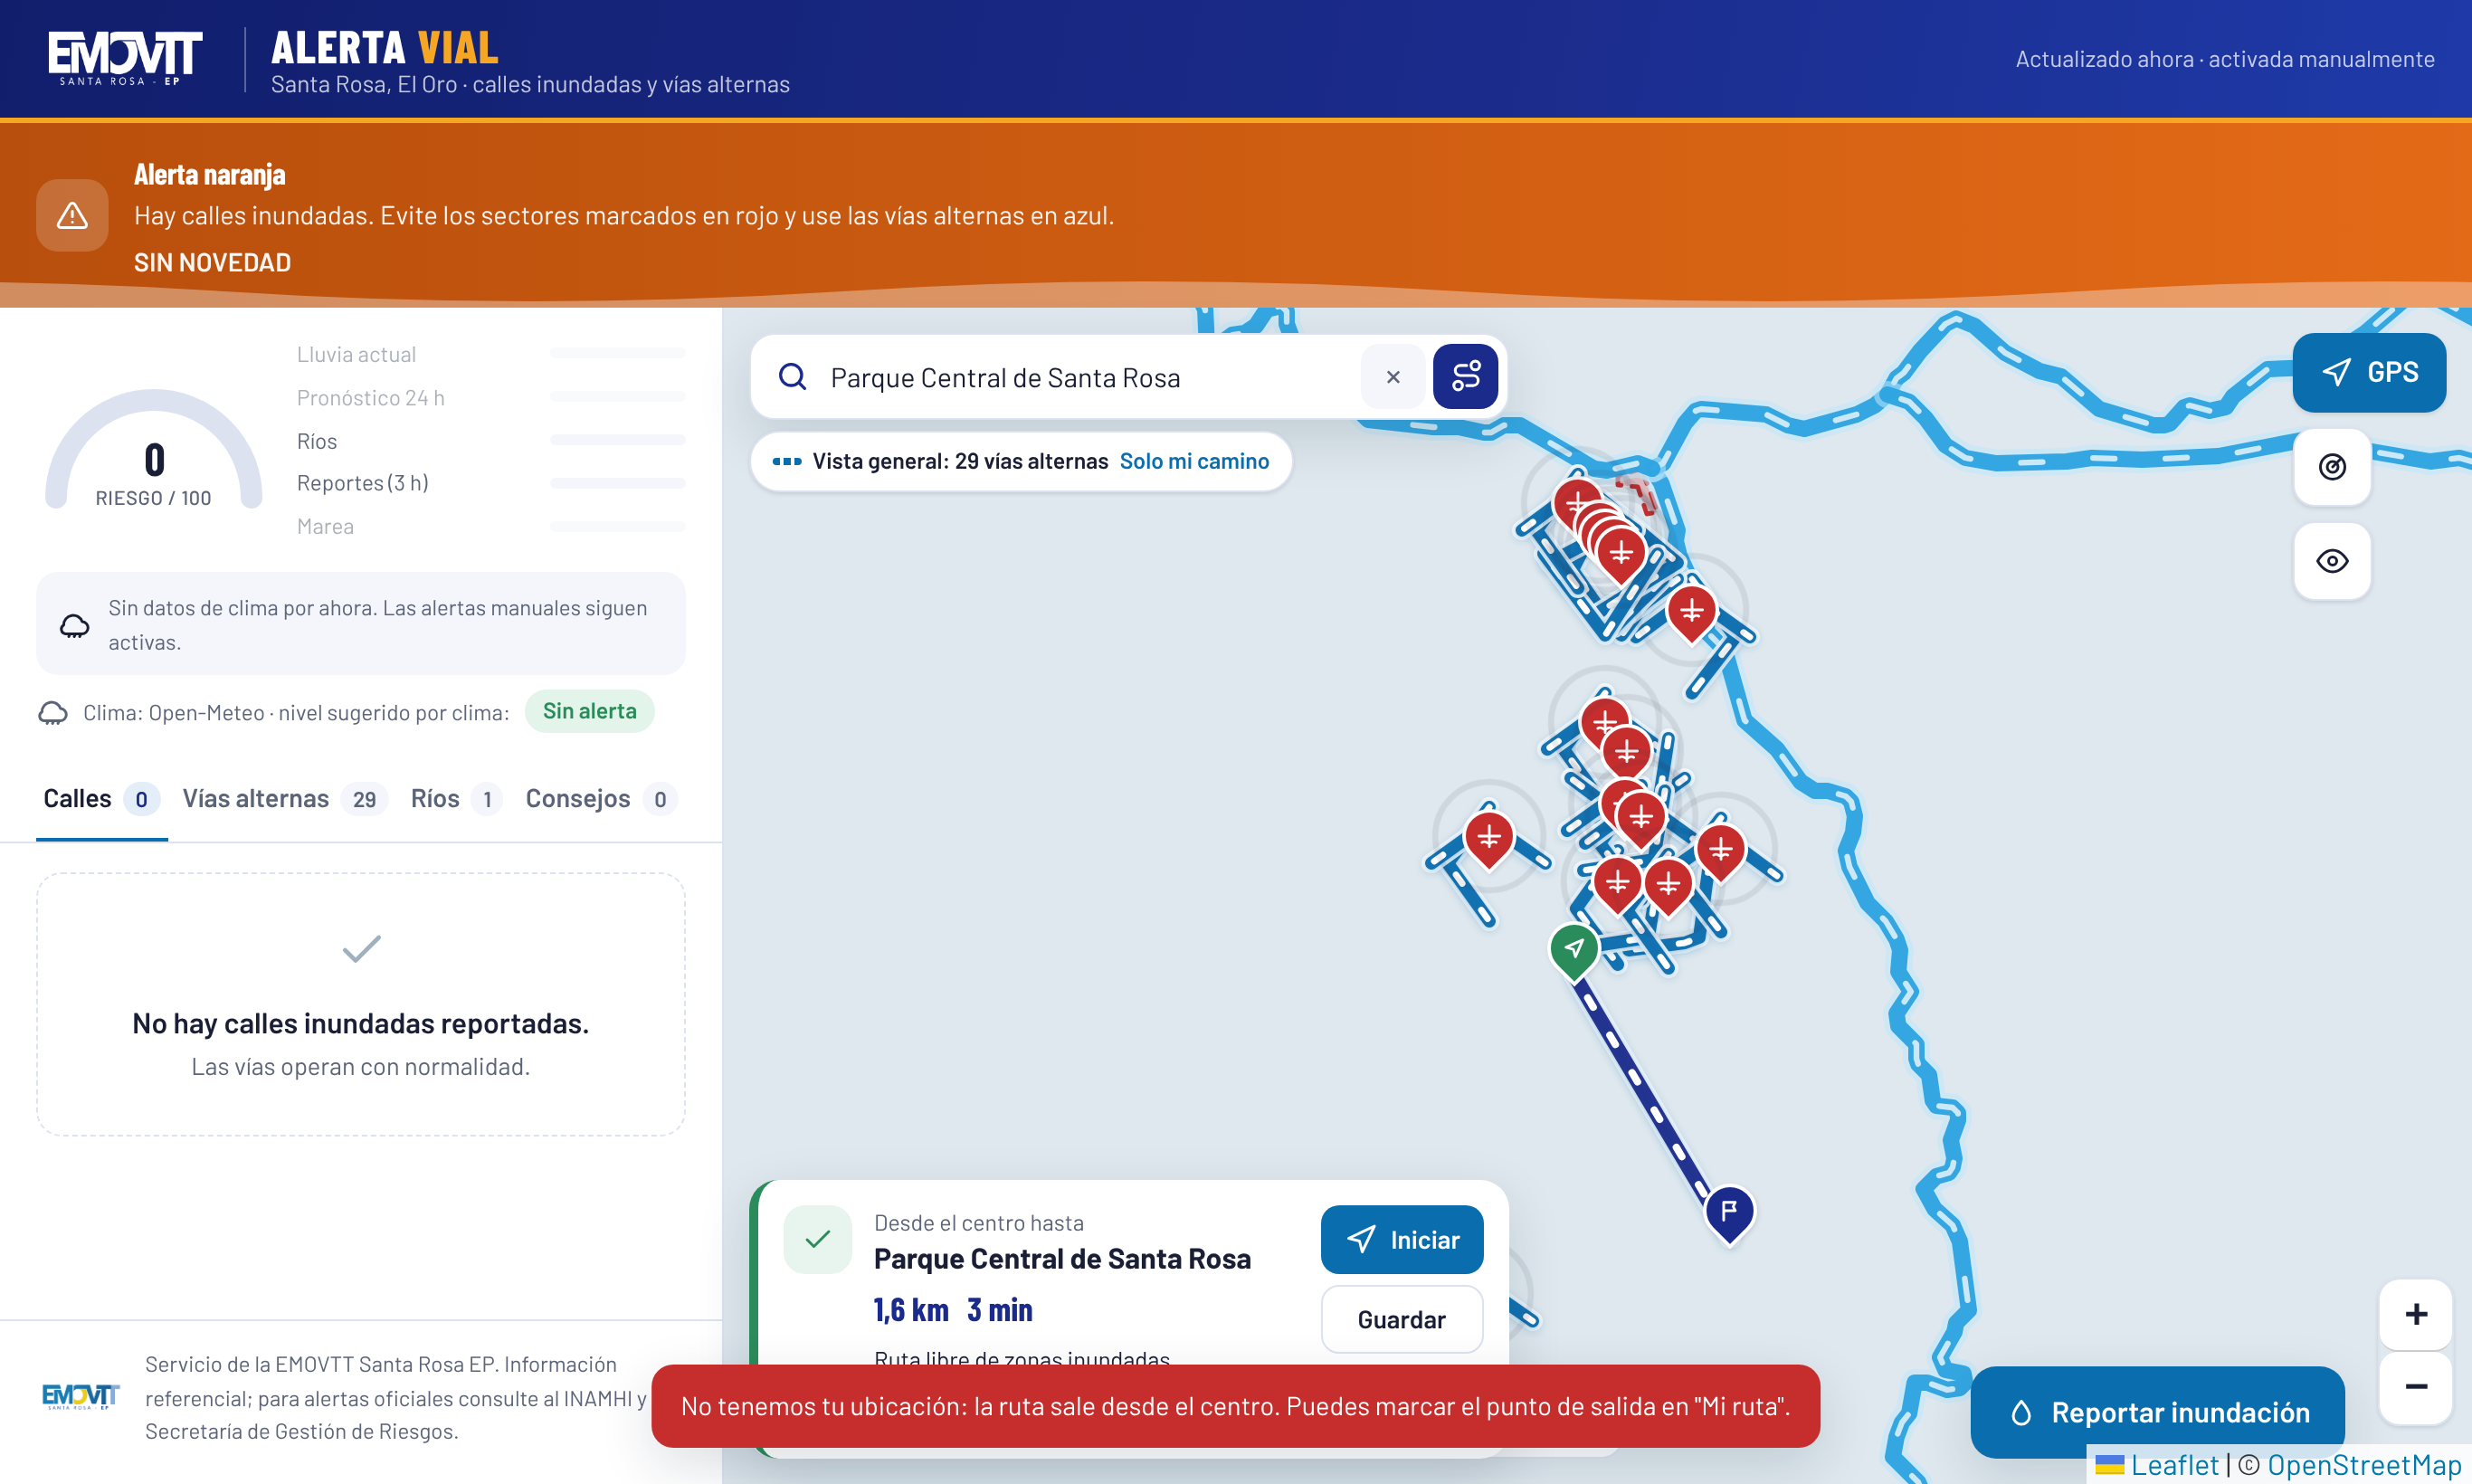 EMOVTT
SANTA ROSA - EP
ALERTA VIAL
Santa Rosa, El Oro · calles inundadas y vías alternas
Actualizado ahora · activada manualmente
Alerta naranja
Hay calles inundadas. Evite los sectores marcados en rojo y use las vías alternas en azul.
SIN NOVEDAD
0
RIESGO / 100
Lluvia actual
Pronóstico 24 h
Ríos
Reportes (3 h)
Marea
Sin datos de clima por ahora. Las alertas manuales siguen
activas.
Clima: Open-Meteo · nivel sugerido por clima: Sin alerta
Calles 0 Vías alternas 29 Ríos 1 Consejos 0
No hay calles inundadas reportadas.
Las vías operan con normalidad.
EMOVTT
SANTA ROSA - EP
Servicio de la EMOVTT Santa Rosa EP. Información
referencial; para alertas oficiales consulte al INAMHI y
Secretaría de Gestión de Riesgos.
Parque Central de Santa Rosa
Vista general: 29 vías alternas Solo mi camino
GPS
Desde el centro hasta
Parque Central de Santa Rosa
1,6 km 3 min
Ruta libre de zonas inundadas
Iniciar
Guardar
No tenemos tu ubicación: la ruta sale desde el centro. Puedes marcar el punto de salida en "Mi ruta".
+
−
Reportar inundación
Leaflet | © OpenStreetMap